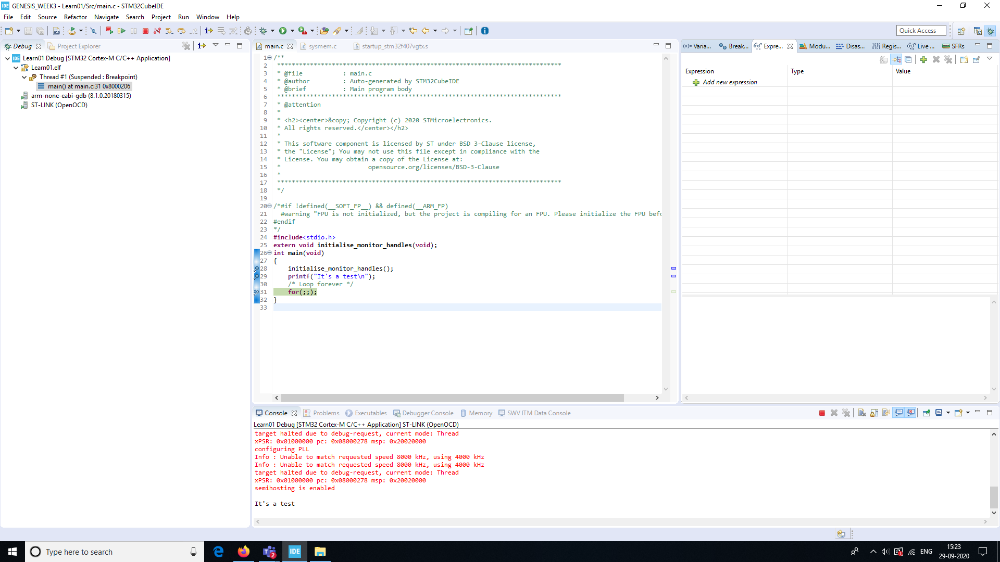 IDE GENESIS_WEEK3 - Learn01/Src/main.c - STM32CubeIDE
File Edit Source Refactor Navigate Search Project Run Window Help
Quick Access
Debug Project Explorer
Learn01 Debug [STM32 Cortex-M C/C++ Application]
Learn01.elf
Thread #1 (Suspended : Breakpoint)
main() at main.c:31 0x8000206
arm-none-eabi-gdb (8.1.0.20180315)
ST-LINK (OpenOCD)
main.c sysmem.c startup_stm32f407vgtx.s
1 /**
2 ******************************************************************************
3 * @file : main.c
4 * @author : Auto-generated by STM32CubeIDE
5 * @brief : Main program body
6 ******************************************************************************
7 * @attention
8 *
9 * <h2><center>&copy; Copyright (c) 2020 STMicroelectronics.
10 * All rights reserved.</center></h2>
11 *
12 * This software component is licensed by ST under BSD 3-Clause license,
13 * the "License"; You may not use this file except in compliance with the
14 * License. You may obtain a copy of the License at:
15 * opensource.org/licenses/BSD-3-Clause
16 *
17 ******************************************************************************
18 */
19
20 /*#if !defined(__SOFT_FP__) && defined(__ARM_FP)
21 #warning "FPU is not initialized, but the project is compiling for an FPU. Please initialize the FPU befo
22 #endif
23 */
24 #include<stdio.h>
25 extern void initialise_monitor_handles(void);
26 int main(void)
27 {
28 initialise_monitor_handles();
29 printf("It's a test\n");
30 /* Loop forever */
31 for(;;);
32 }
33
(x)= Varia... Break... Expre... Modu... Disas... Regis... Live ... SFRs
Expression Type Value
Add new expression
Console Problems Executables Debugger Console Memory SWV ITM Data Console
Learn01 Debug [STM32 Cortex-M C/C++ Application] ST-LINK (OpenOCD)
target halted due to debug-request, current mode: Thread
xPSR: 0x01000000 pc: 0x08000278 msp: 0x20020000
configuring PLL
Info : Unable to match requested speed 8000 kHz, using 4000 kHz
Info : Unable to match requested speed 8000 kHz, using 4000 kHz
target halted due to debug-request, current mode: Thread
xPSR: 0x01000000 pc: 0x08000278 msp: 0x20020000
semihosting is enabled
It's a test
Type here to search
IDE
2
ENG
15:23
29-09-2020